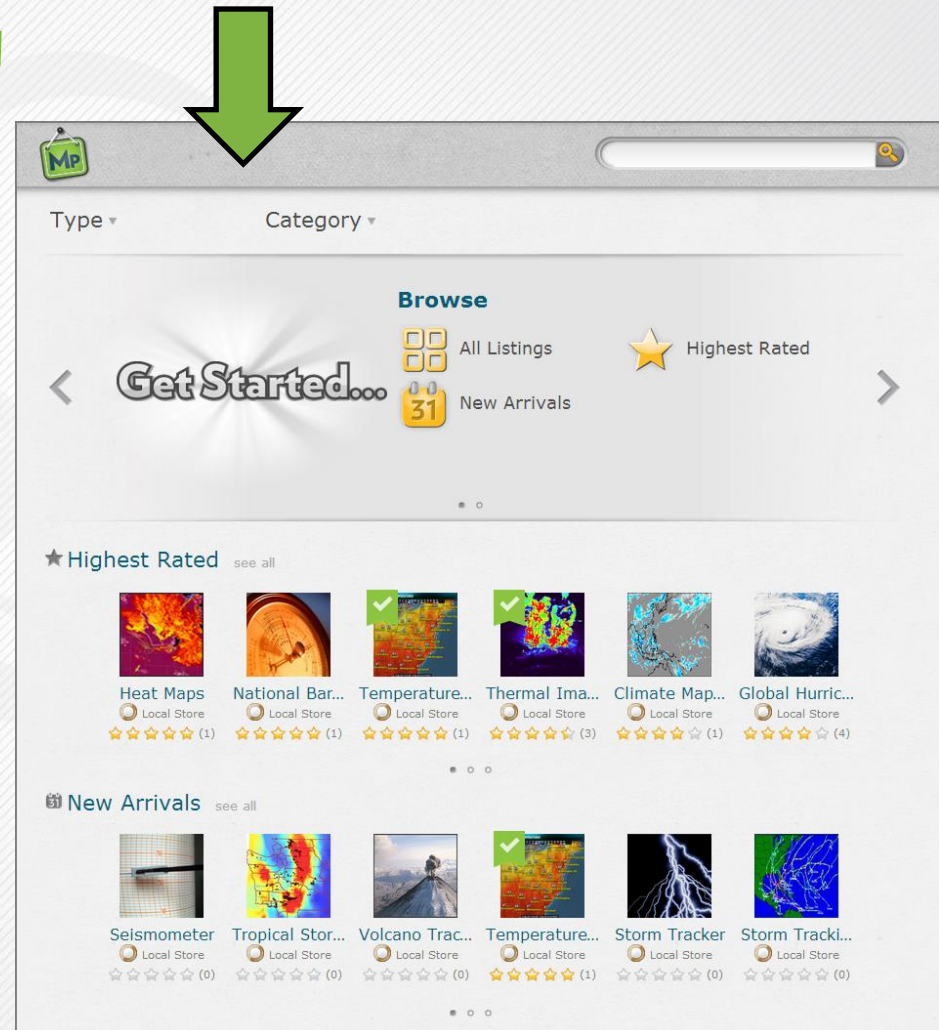 MP
Type
Category
Browse
Get Started...
All Listings
Highest Rated
31
New Arrivals
Highest Rated see all
Heat Maps National Bar... Temperature... Thermal Ima... Climate Map... Global Hurric...
Local Store Local Store Local Store Local Store Local Store Local Store
(1) (1) (1) (3) (1) (4)
31 New Arrivals see all
Seismometer Tropical Stor... Volcano Trac... Temperature... Storm Tracker Storm Tracki...
Local Store Local Store Local Store Local Store Local Store Local Store
(0) (0) (0) (1) (0) (0)